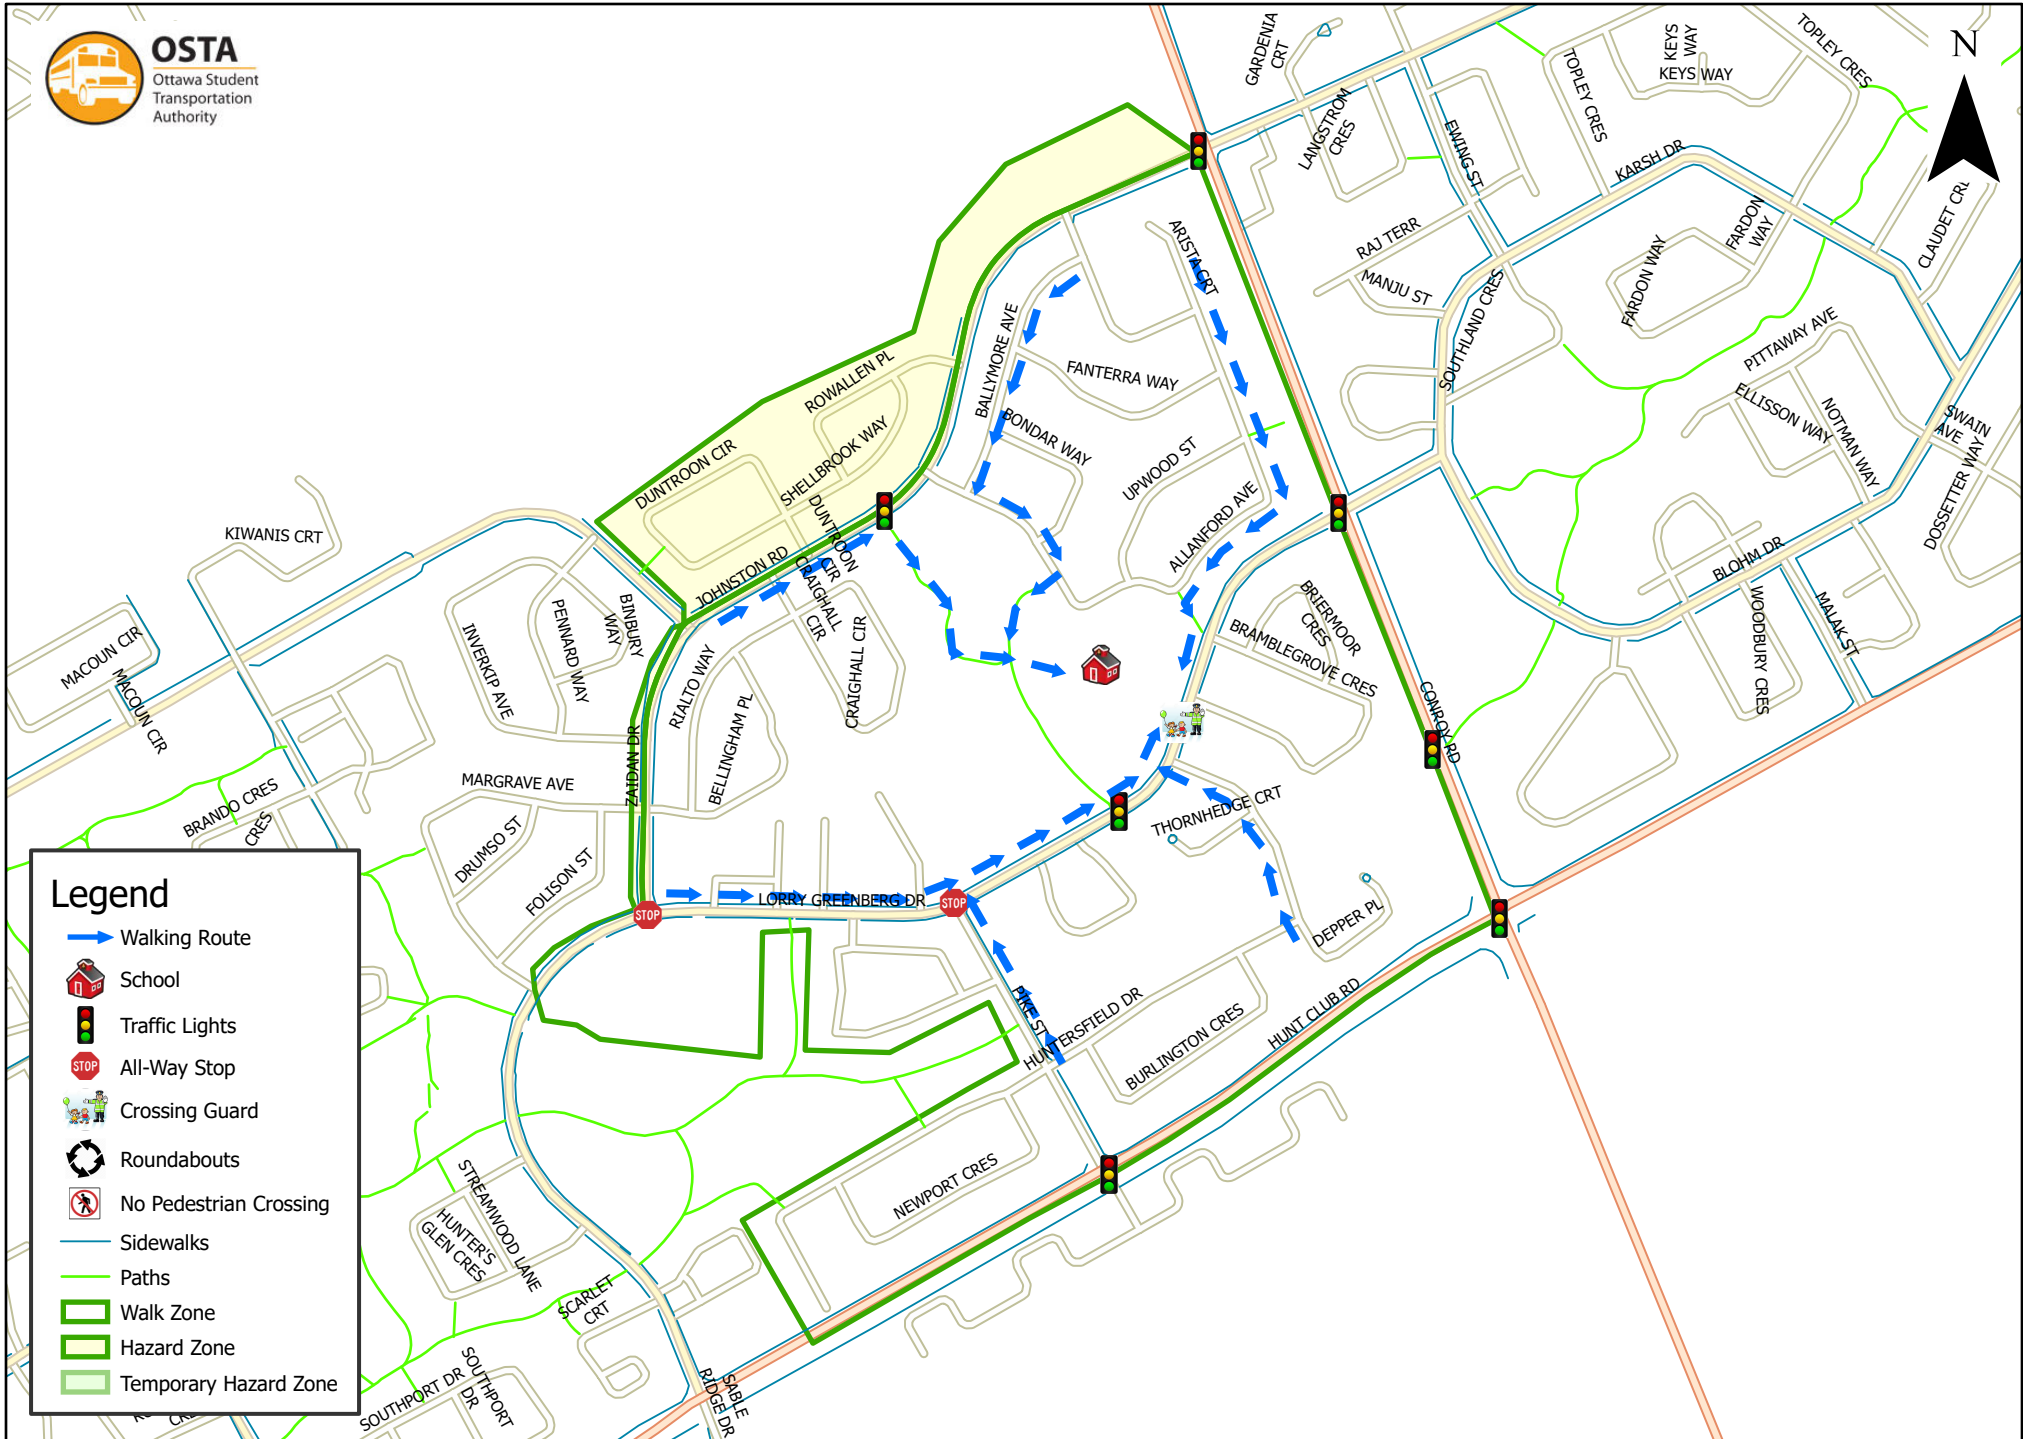 OSTA
Ottawa Student
Transportation
Authority
N
GARDENIA
CRT
LANGSTROM
CRES
EWING ST
TOPLEY CRES
KEYS
WAY
KEYS WAY
TOPLEY CRES
KARSH DR
FARDON
WAY
FARDON WAY
CLAUDET CRE
RAJ TERR
MANJU ST
SOUTHLAND CRES
PITTAWAY AVE
ELLISSON WAY
NOTMAN WAY
SWAIN
AVE
DOSSETTER WAY
BLOHM DR
WOODBURY CRES
MALAK ST
ARISTA CRT
BALLYMORE AVE
FANTERRA WAY
BONDAR WAY
UPWOOD ST
ALLANFORD AVE
ROWALLEN PL
SHELLBROOK WAY
DUNTROON CIR
DUNTROON
CIR
JOHNSTON RD
CRAIGHALL
CIR
CRAIGHALL CIR
KIWANIS CRT
MACOUN CIR
MACOUN CIR
INVERKIP AVE
PENNARD WAY
BINBURY
WAY
RIALTO WAY
BELLINGHAM PL
ZAIDAN DR
MARGRAVE AVE
BRANDO CRES
CRES
DRUMSO ST
FOLISON ST
BRIERMOOR
CRES
BRAMBLEGROVE CRES
CONROY RD
THORNHEDGE CRT
DEPPER PL
LORRY GREENBERG DR
STOP
STOP
PIKE ST
HUNTERSFIELD DR
BURLINGTON CRES
HUNT CLUB RD
NEWPORT CRES
STREAMWOOD LANE
HUNTER'S
GLEN CRES
SCARLET
CRT
SOUTHPORT DR
SOUTHPORT
DR
SABLE
RIDGE DR
Legend
Walking Route
School
Traffic Lights
STOP
All-Way Stop
Crossing Guard
Roundabouts
No Pedestrian Crossing
Sidewalks
Paths
Walk Zone
Hazard Zone
Temporary Hazard Zone